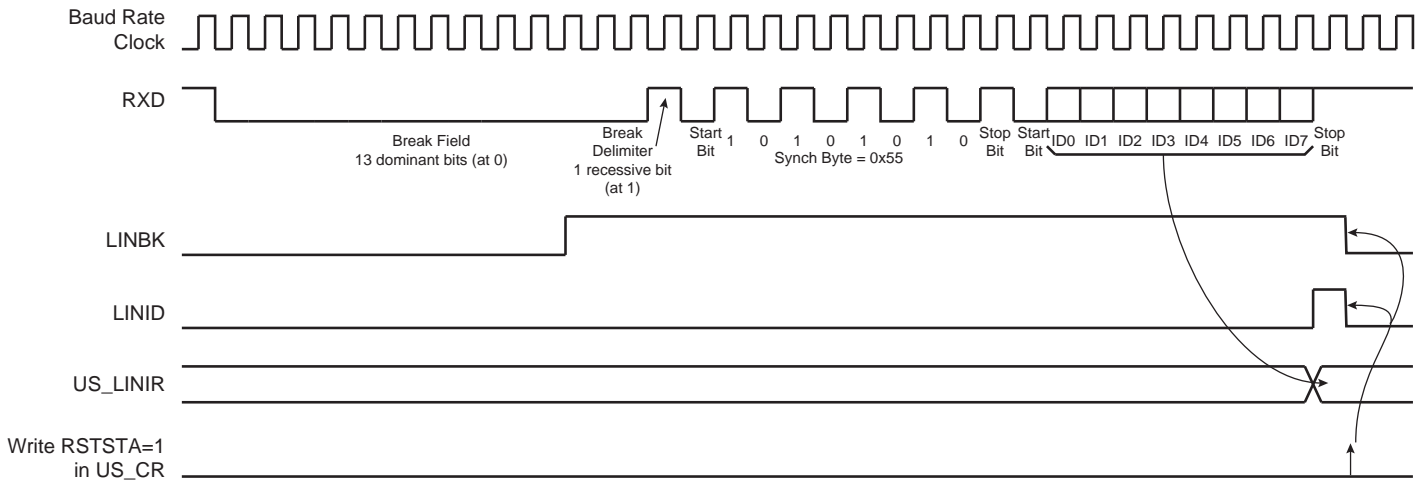 Baud Rate
Clock
RXD
Break Field
13 dominant bits (at 0)
Break
Delimiter
1 recessive bit
(at 1)
Start
Bit
1 0 1 0 1 0 1 0
Synch Byte = 0x55
Stop
Bit
Start
Bit
ID0 ID1 ID2 ID3 ID4 ID5 ID6 ID7
Stop
Bit
LINBK
LINID
US_LINIR
Write RSTSTA=1
in US_CR